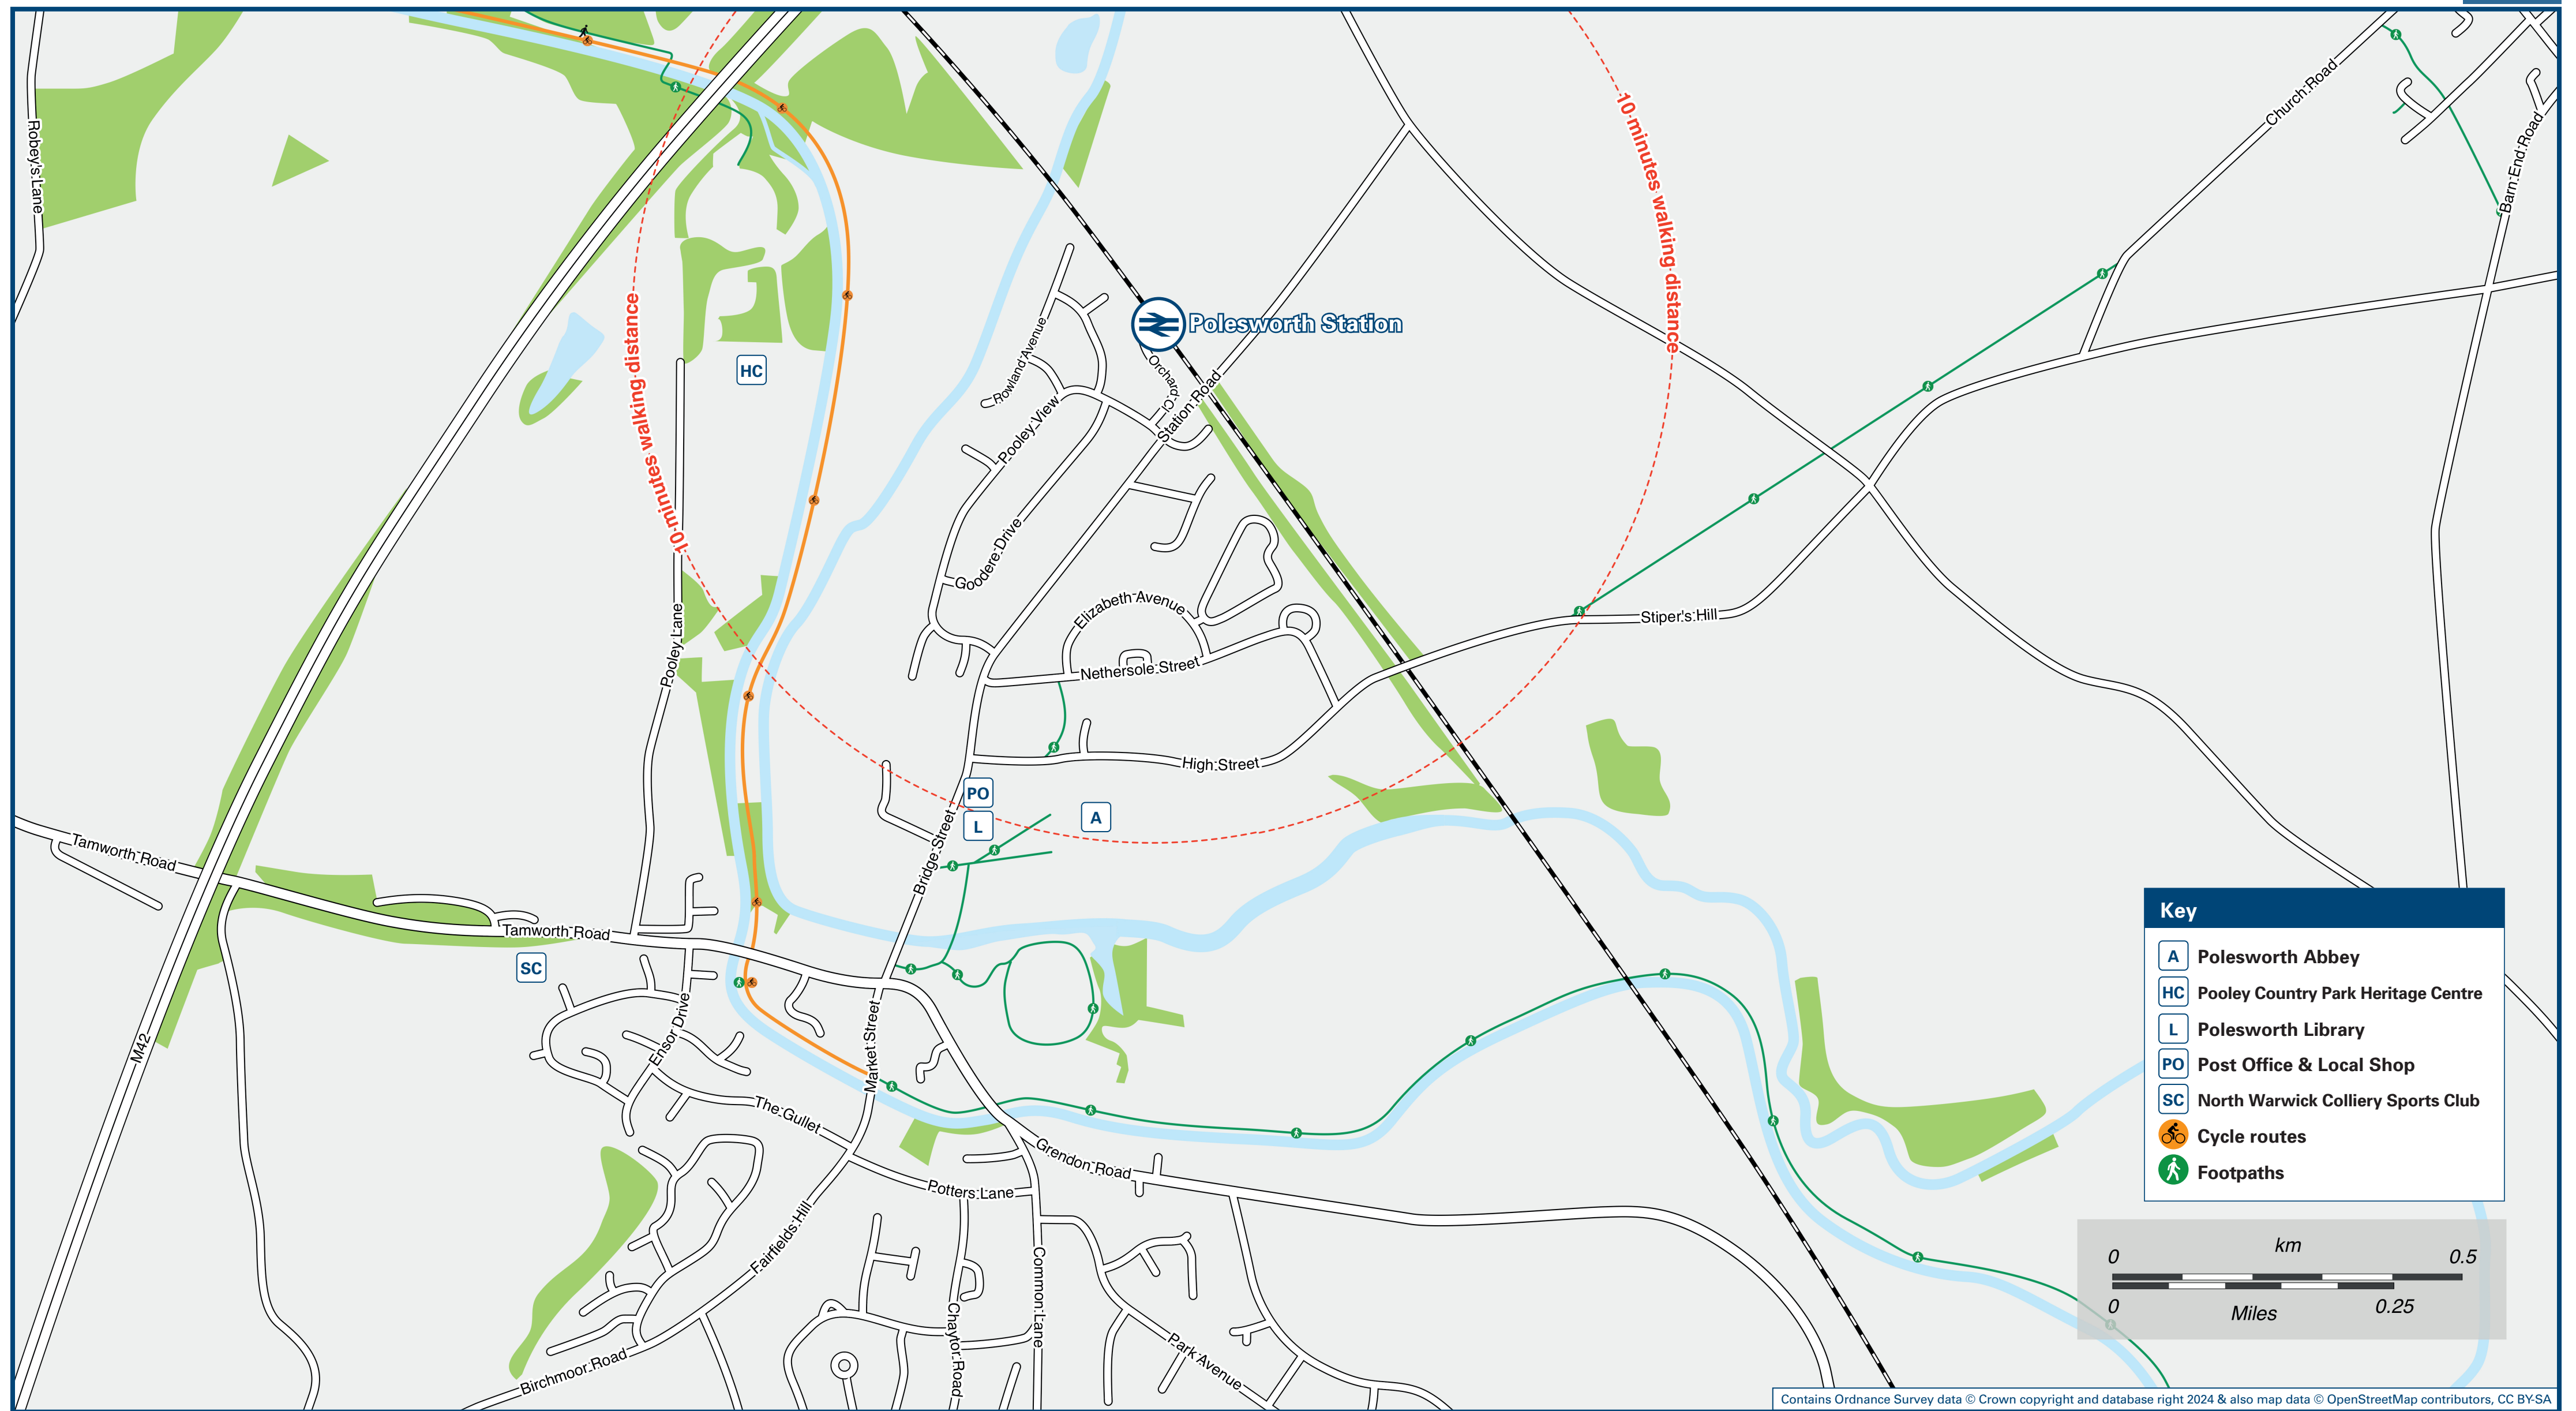 Robey's Lane
Church Road
Barn End Road
10 minutes walking distance
Polesworth Station
10 minutes walking distance
HC
Rowland Avenue
Orchard Cl
Station Road
Pooley View
Goodere Drive
Elizabeth Avenue
Stiper's Hill
Pooley Lane
Nethersole Street
High Street
PO
L
A
Bridge Street
Tamworth Road
Tamworth Road
SC
M42
Ensor Drive
Market Street
The Gullet
Grendon Road
Potters Lane
Fairfields Hill
Common Lane
Chaytor Road
Park Avenue
Birchmoor Road
Key
A Polesworth Abbey
HC Pooley Country Park Heritage Centre
L Polesworth Library
PO Post Office & Local Shop
SC North Warwick Colliery Sports Club
Cycle routes
Footpaths
0 km 0.5
0 Miles 0.25
Contains Ordnance Survey data © Crown copyright and database right 2024 & also map data © OpenStreetMap contributors, CC BY-SA